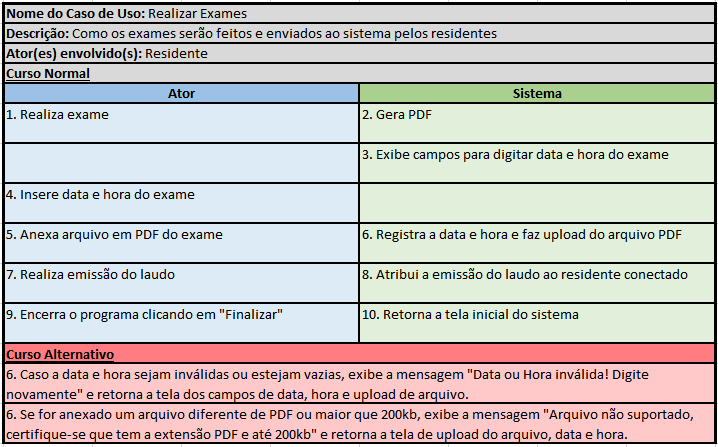 Nome do Caso de Uso: Realizar Exames
Descrição: Como os exames serão feitos e enviados ao sistema pelos residentes
Ator(es) envolvido(s): Residente
Curso Normal
Ator
Sistema
1. Realiza exame
2. Gera PDF
3. Exibe campos para digitar data e hora do exame
4. Insere data e hora do exame
5. Anexa arquivo em PDF do exame
6. Registra a data e hora e faz upload do arquivo PDF
7. Realiza emissão do laudo
8. Atribui a emissão do laudo ao residente conectado
9. Encerra o programa clicando em "Finalizar"
10. Retorna a tela inicial do sistema
Curso Alternativo
6. Caso a data e hora sejam inválidas ou estejam vazias, exibe a mensagem "Data ou Hora inválida! Digite
novamente" e retorna a tela dos campos de data, hora e upload de arquivo.
6. Se for anexado um arquivo diferente de PDF ou maior que 200kb, exibe a mensagem "Arquivo não suportado,
certifique-se que tem a extensão PDF e até 200kb" e retorna a tela de upload do arquivo, data e hora.